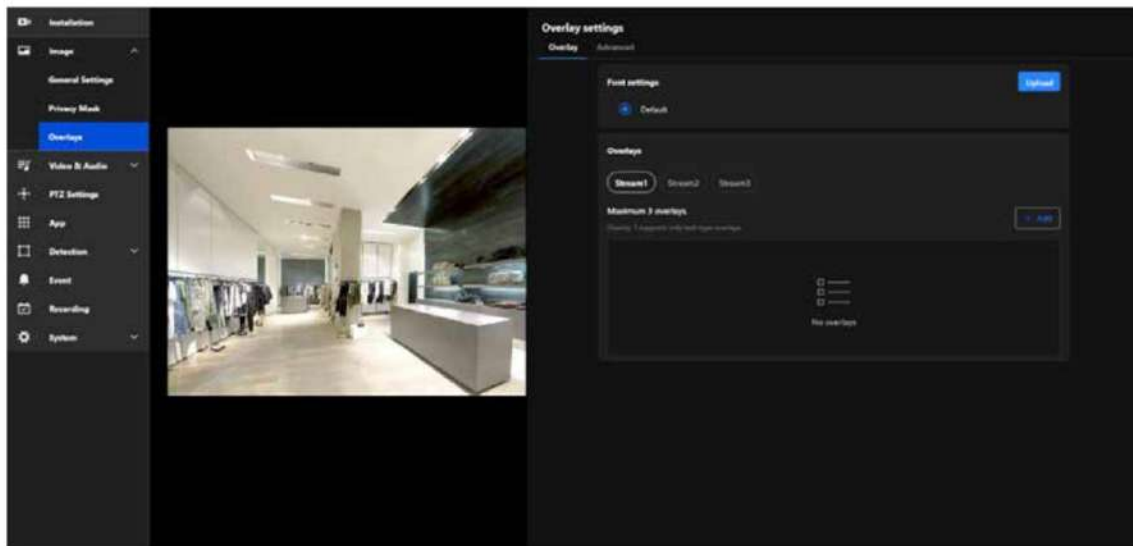 Installation
Image
General Settings
Privacy Mask
Overlays
Video & Audio
PTZ Settings
App
Detection
Event
Recording
System
Overlay settings
Overlay Advanced
Font settings Upload
Default
Overlays
Stream1 Stream2 Stream3
Maximum 3 overlays.
+ Add
No overlays